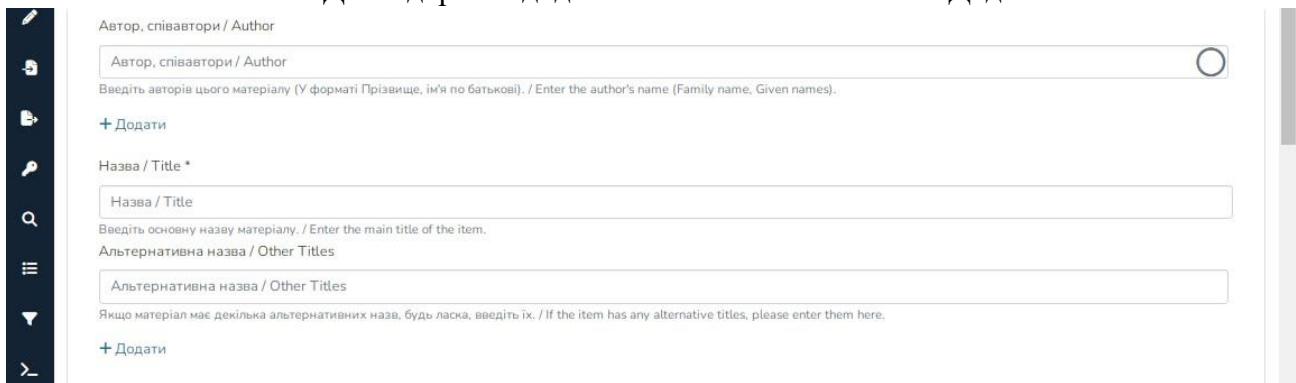 Автор, співавтори / Author
Автор, співавтори / Author
Введіть авторів цього матеріалу (У форматі Прізвище, ім'я по батькові). / Enter the author's name (Family name, Given names).
+ Додати
Назва / Title *
Назва / Title
Введіть основну назву матеріалу. / Enter the main title of the item.
Альтернативна назва / Other Titles
Альтернативна назва / Other Titles
Якщо матеріал має декілька альтернативних назв, будь ласка, введіть їх. / If the item has any alternative titles, please enter them here.
+ Додати